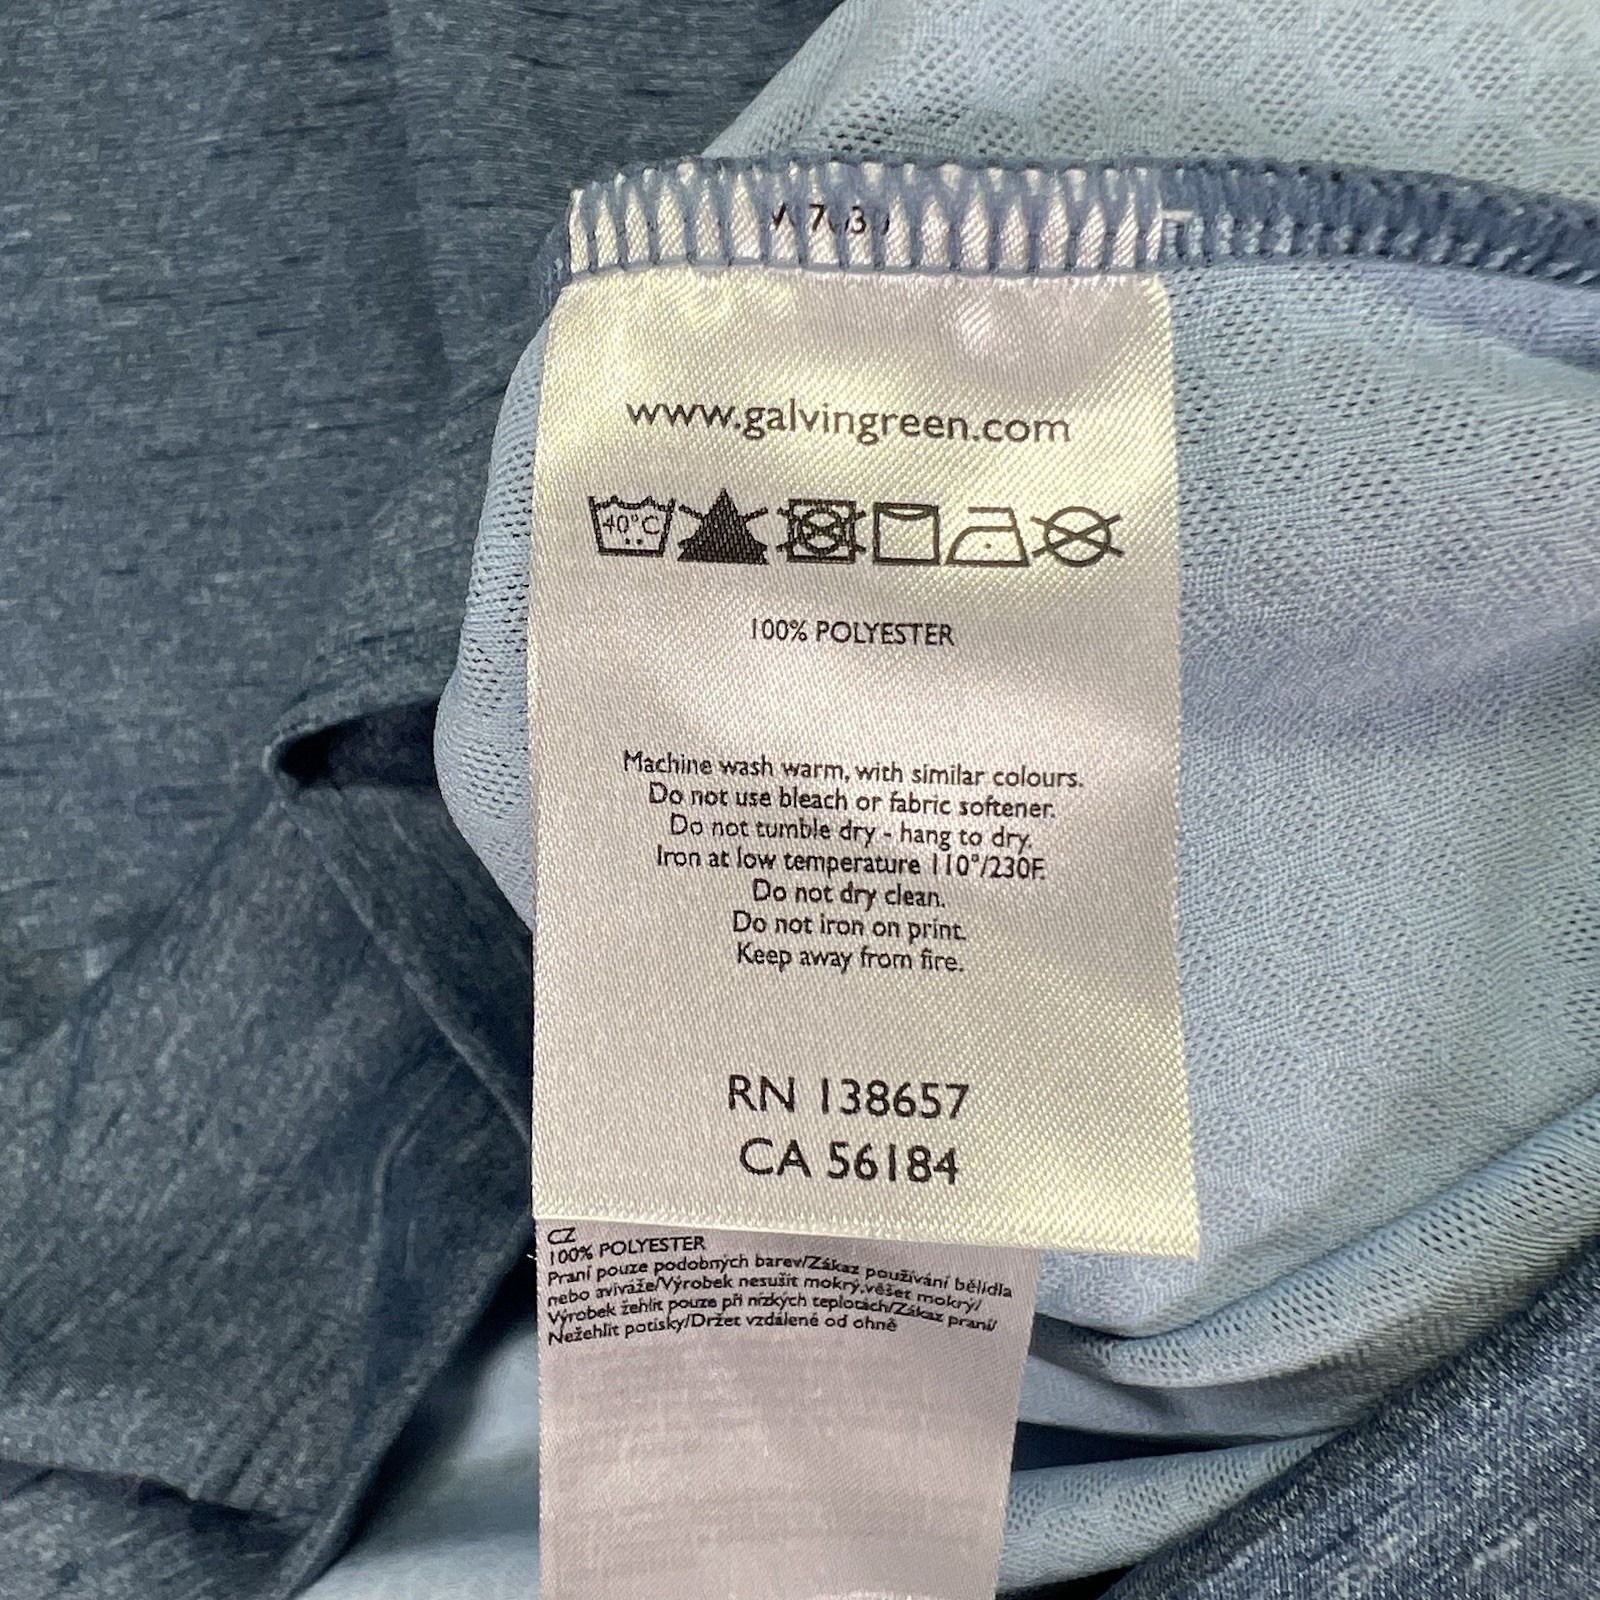 www.galvingreen.com
40°C
100% POLYESTER
Machine wash warm, with similar colours.
Do not use bleach or fabric softener.
Do not tumble dry - hang to dry.
Iron at low temperature 110°/230F.
Do not dry clean.
Do not iron on print.
Keep away from fire.
RN 138657
CA 56184
CZ
100% POLYESTER
Praní pouze podobných barev/Zákaz používání bělidla
nebo aviváže/Výrobek nesušit mokrý,věšet mokrý/
Výrobek žehlit pouze při nízkých teplotách/Zákaz praní/
Nežehlit potisky/Držet vzdálené od ohně